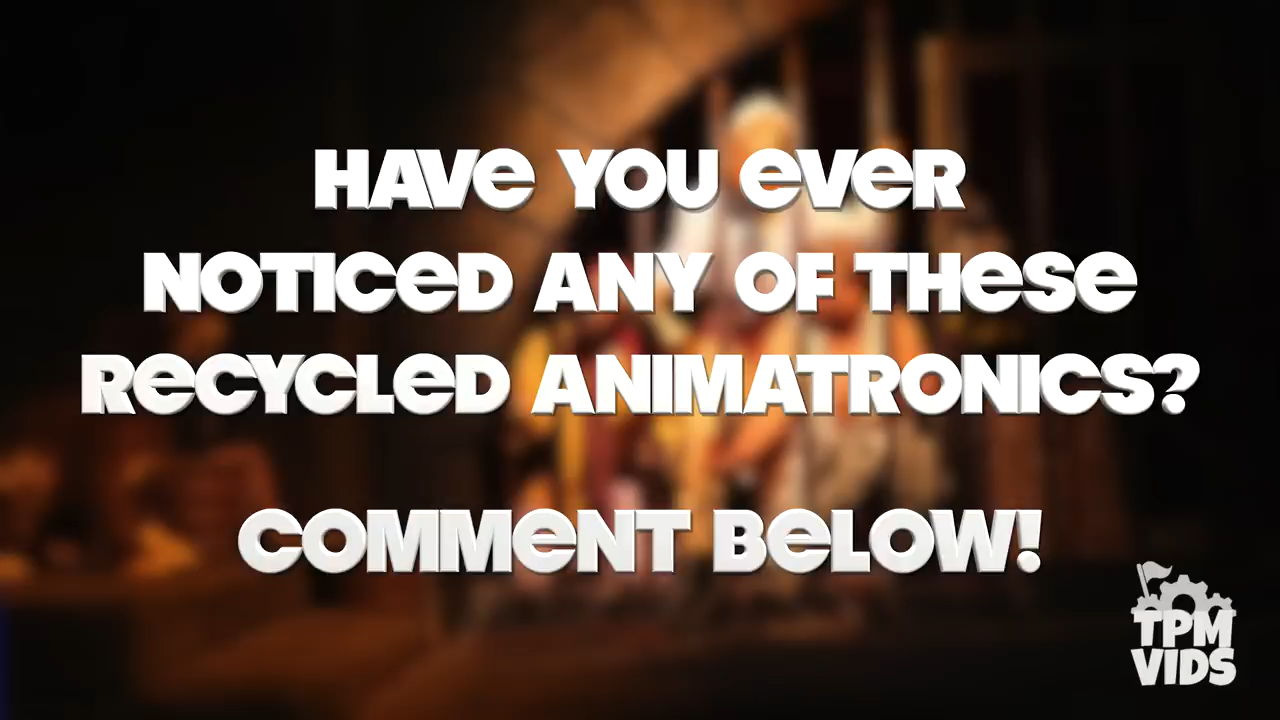 HAVE YOU EVER
NOTICED ANY OF THESE
RECYCLED ANIMATRONICS?
COMMENT BELOW!
TPM
VIDS